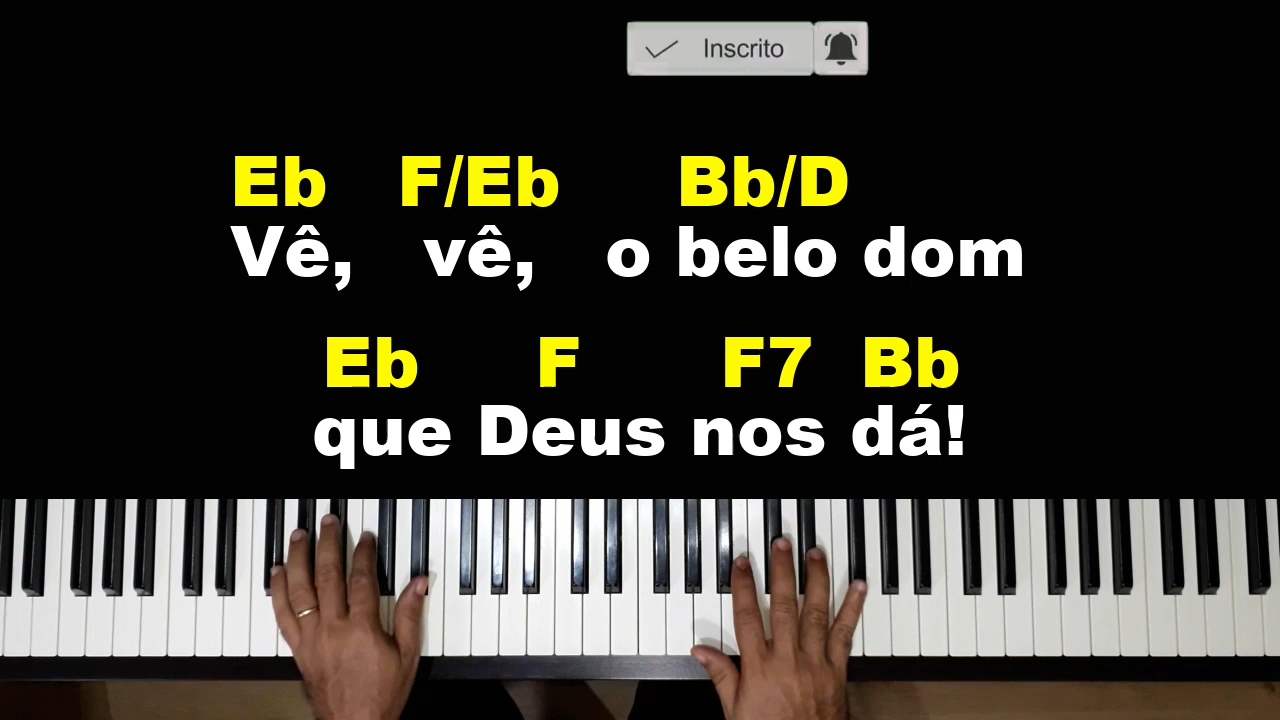 Inscrito
Eb F/Eb Bb/D
Vê, vê, o belo dom
Eb F F7 Bb
que Deus nos dá!